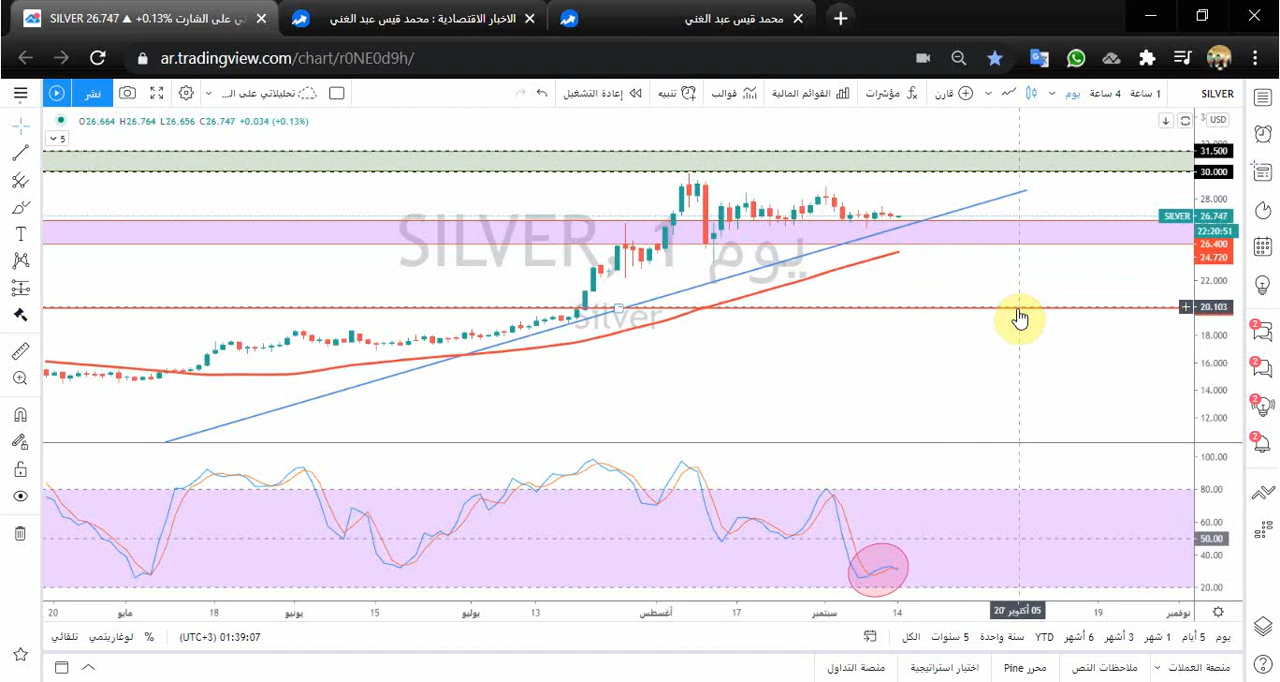 SILVER 26.747 ▲ +0.13% ني على الشارت
الاخبار الاقتصادية : محمد قيس عبد الغني
محمد قيس عبد الغني
ar.tradingview.com/chart/r0NE0d9h/
نشر
تحليلاتي على الـ...
إعادة التشغيل
تنبيه
قوالب
القوائم المالية
مؤشرات
قارن
يوم
4 ساعة
1 ساعة
SILVER
O26.664 H26.764 L26.656 C26.747 +0.034 (+0.13%)
5
USD
31.500
30.000
28.000
SILVER 26.747
22:20:51
26.400
24.720
22.000
20.103
18.000
16.000
14.000
12.000
SILVER, 1 يوم
Silver
100.00
80.00
60.00
50.00
40.00
20.00
20 مايو 18 يونيو 15 يوليو 13 أغسطس 17 سبتمبر 14 05 أكتوبر '20 19 نوفمبر
تلقائي لوغاريتمي % (UTC+3) 01:39:07
الكل 5 سنوات سنة واحدة YTD 6 أشهر 3 أشهر 1 شهر 5 أيام يوم
منصة التداول
اختبار استراتيجية
محرر Pine
ملاحظات النص
منصة العملات
2
2
2
2